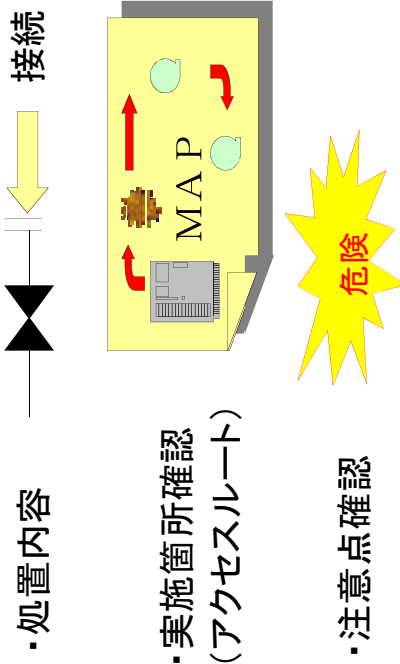 ・処置内容
接続
・実施箇所確認
（アクセスルート）
MAP
・注意点確認
危険